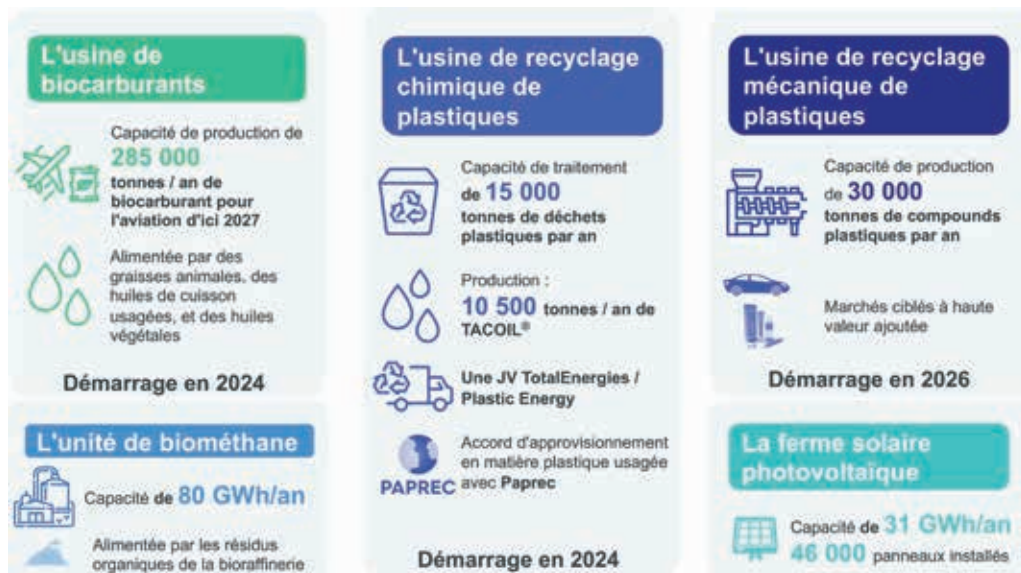 L'usine de
biocarburants
Capacité de production de
285 000
tonnes / an de
biocarburant pour
l'aviation d'ici 2027
Alimentée par des
graisses animales, des
huiles de cuisson
usagées, et des huiles
végétales
Démarrage en 2024
L'unité de biométhane
Capacité de 80 GWh/an
Alimentée par les résidus
organiques de la bioraffinerie
L'usine de recyclage
chimique de
plastiques
Capacité de traitement
de 15 000
tonnes de déchets
plastiques par an
Production :
10 500 tonnes / an de
TACOIL®
Une JV TotalEnergies /
Plastic Energy
Accord d'approvisionnement
en matière plastique usagée
avec Paprec
PAPREC
Démarrage en 2024
L'usine de recyclage
mécanique de
plastiques
Capacité de production
de 30 000
tonnes de compounds
plastiques par an
Marchés ciblés à haute
valeur ajoutée
Démarrage en 2026
La ferme solaire
photovoltaïque
Capacité de 31 GWh/an
46 000 panneaux installés